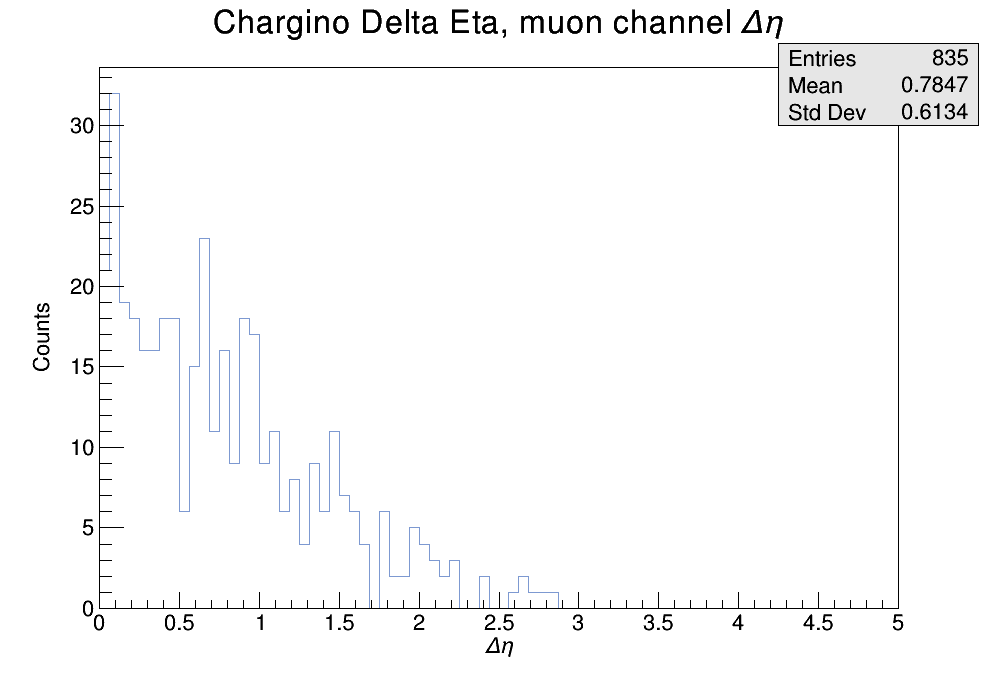 Chargino Delta Eta, muon channel Δη
Entries 835
Mean 0.7847
Std Dev 0.6134
30
25
20
15
10
5
0
Counts
0 0.5 1 1.5 2 2.5 3 3.5 4 4.5 5
Δη